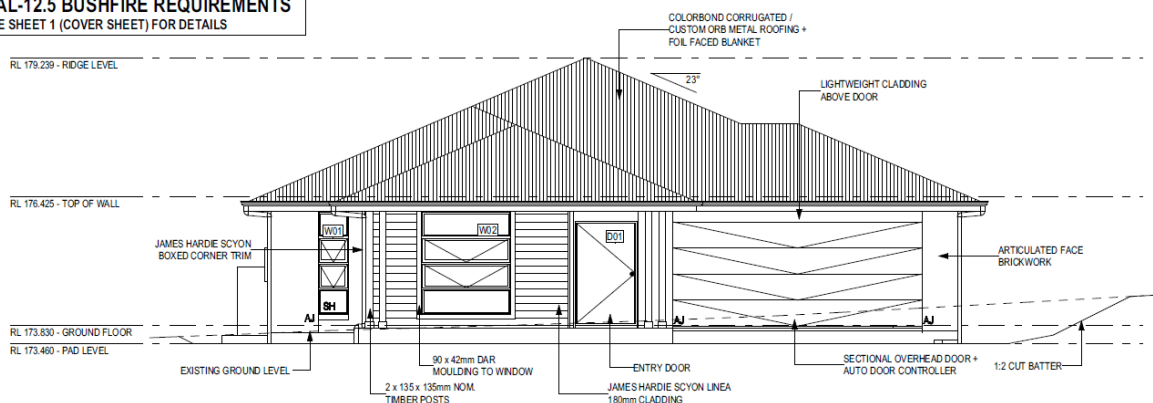 AL-12.5 BUSHFIRE REQUIREMENTS
E SHEET 1 (COVER SHEET) FOR DETAILS
COLORBOND CORRUGATED /
CUSTOM ORB METAL ROOFING +
FOIL FACED BLANKET
RL 179.239 - RIDGE LEVEL
23°
LIGHTWEIGHT CLADDING
ABOVE DOOR
RL 176.425 - TOP OF WALL
W01
W02
D01
JAMES HARDIE SCYON
BOXED CORNER TRIM
ARTICULATED FACE
BRICKWORK
SH
AJ
AJ
AJ
RL 173.830 - GROUND FLOOR
RL 173.460 - PAD LEVEL
EXISTING GROUND LEVEL
90 x 42mm DAR
MOULDING TO WINDOW
2 x 135 x 135mm NOM.
TIMBER POSTS
ENTRY DOOR
JAMES HARDIE SCYON LINEA
180mm CLADDING
SECTIONAL OVERHEAD DOOR +
AUTO DOOR CONTROLLER
1:2 CUT BATTER